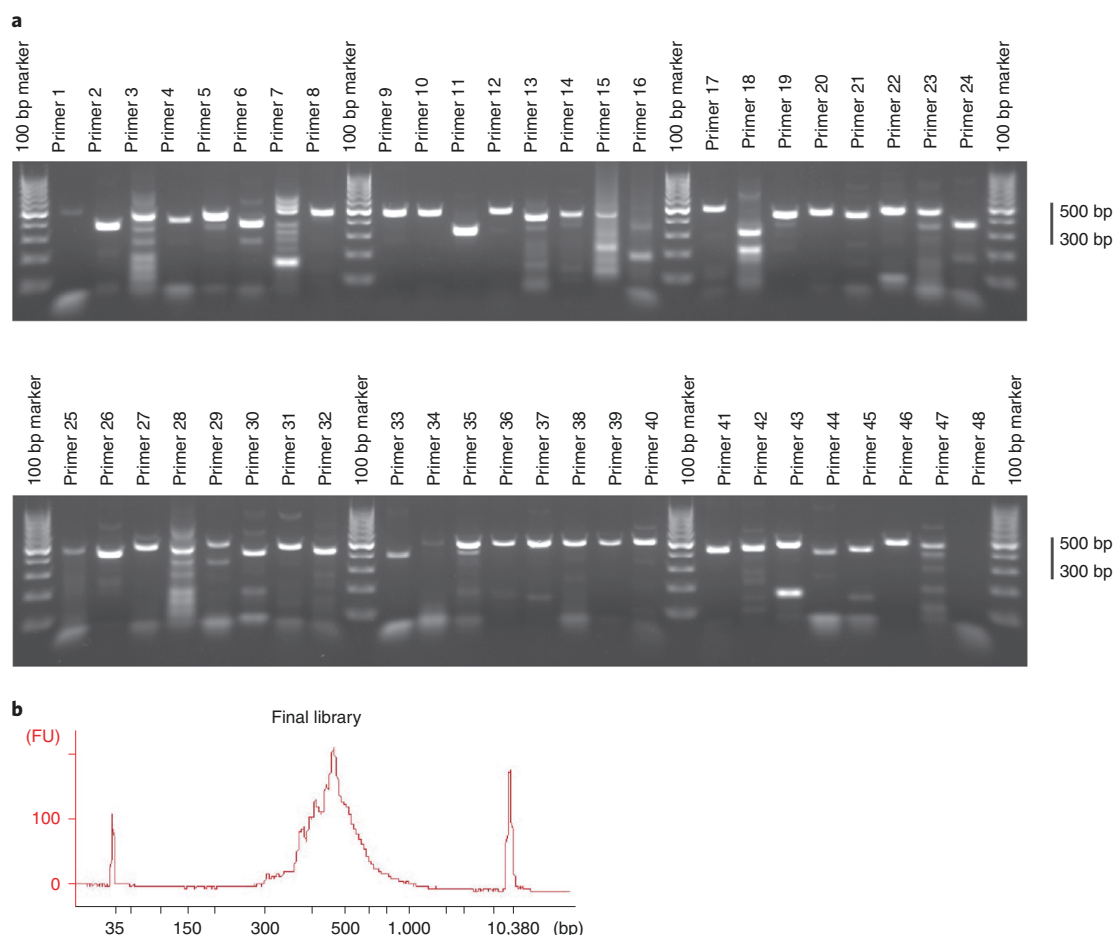 a
100 bp marker
Primer 1
Primer 2
Primer 3
Primer 4
Primer 5
Primer 6
Primer 7
Primer 8
100 bp marker
Primer 9
Primer 10
Primer 11
Primer 12
Primer 13
Primer 14
Primer 15
Primer 16
100 bp marker
Primer 17
Primer 18
Primer 19
Primer 20
Primer 21
Primer 22
Primer 23
Primer 24
100 bp marker
500 bp
300 bp
100 bp marker
Primer 25
Primer 26
Primer 27
Primer 28
Primer 29
Primer 30
Primer 31
Primer 32
100 bp marker
Primer 33
Primer 34
Primer 35
Primer 36
Primer 37
Primer 38
Primer 39
Primer 40
100 bp marker
Primer 41
Primer 42
Primer 43
Primer 44
Primer 45
Primer 46
Primer 47
Primer 48
100 bp marker
500 bp
300 bp
b
Final library
(FU)
100
0
35 150 300 500 1,000 10,380 (bp)